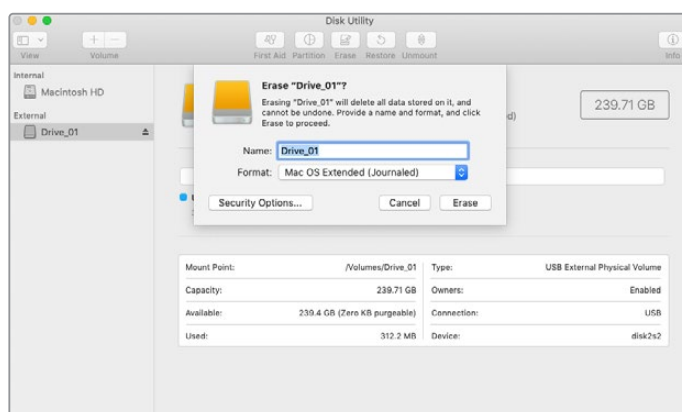 Disk Utility
View
Volume
First Aid Partition Erase Restore Unmount
Info
Internal
Macintosh HD
External
Drive_01
Erase “Drive_01”?
Erasing “Drive_01” will delete all data stored on it, and
cannot be undone. Provide a name and format, and click
Erase to proceed.
Name: Drive_01
Format: Mac OS Extended (Journaled)
Security Options... Cancel Erase
d)
239.71 GB
Mount Point: /Volumes/Drive_01 Type: USB External Physical Volume
Capacity: 239.71 GB Owners: Enabled
Available: 239.4 GB (Zero KB purgeable) Connection: USB
Used: 312.2 MB Device: disk2s2